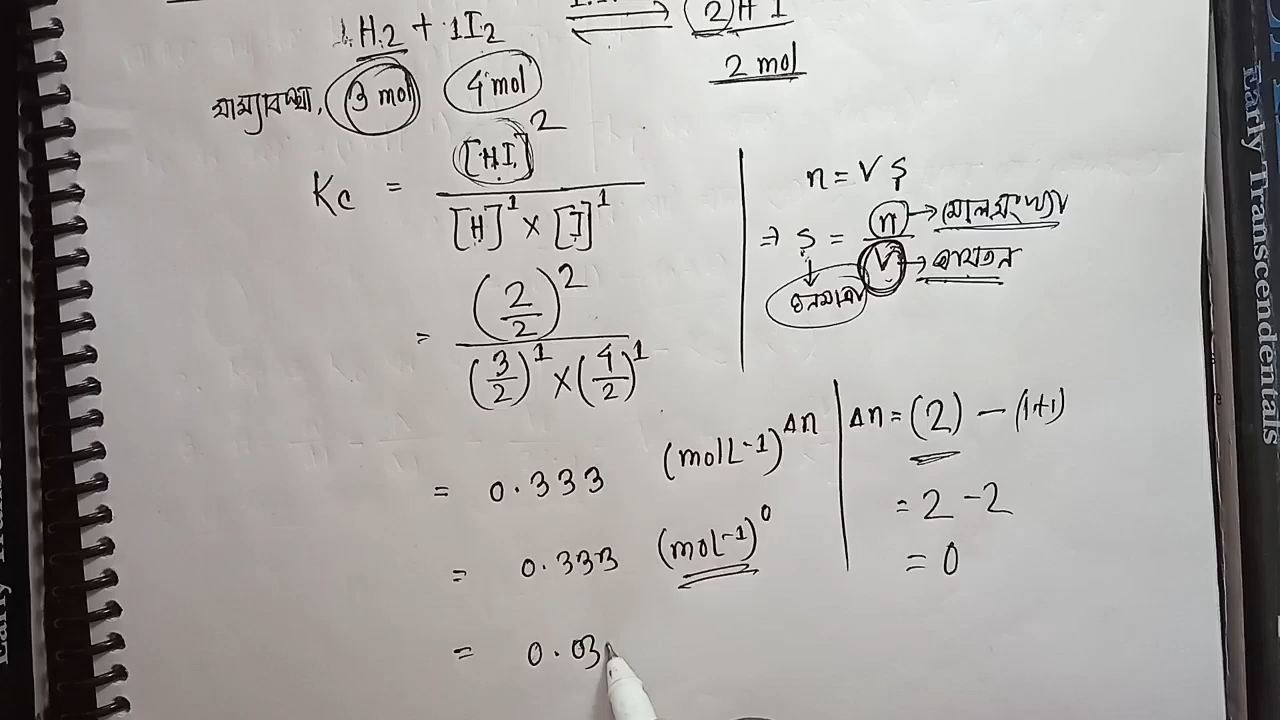 1H2 + 1I2 ⇌ 2HI
সাম্যাবস্থা, 3 mol 4 mol 2 mol
Kc = [HI]^2 / [H]^1 × [I]^1
= (2/2)^2 / (3/2)^1 × (4/2)^1
= 0.333 (molL-1)^Δn
= 0.333 (moL-1)^0
= 0.03
n = VS
⇒ S = n/V
n → মোলসংখ্যা
V → আয়তন
S ↓ ঘনমাত্রা
Δn = (2) - (1+1)
= 2 - 2
= 0
Early Transcendentals